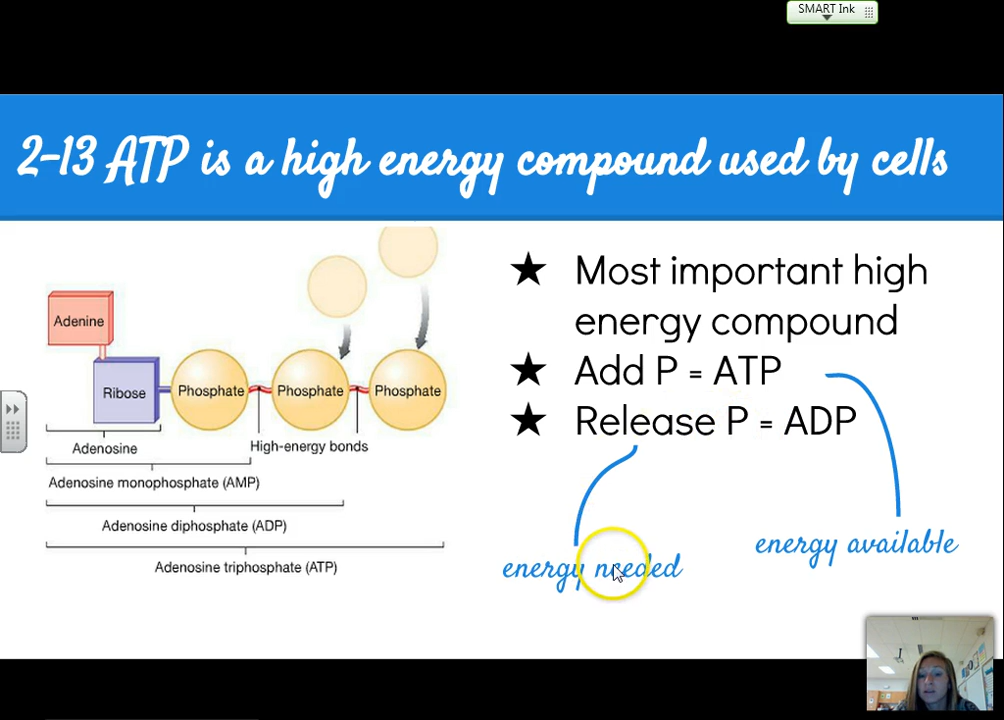 SMART Ink
2-13 ATP is a high energy compound used by cells
Adenine
Ribose
Phosphate
Phosphate
Phosphate
Adenosine
High-energy bonds
Adenosine monophosphate (AMP)
Adenosine diphosphate (ADP)
Adenosine triphosphate (ATP)
★ Most important high
energy compound
★ Add P = ATP
★ Release P = ADP
energy needed
energy available